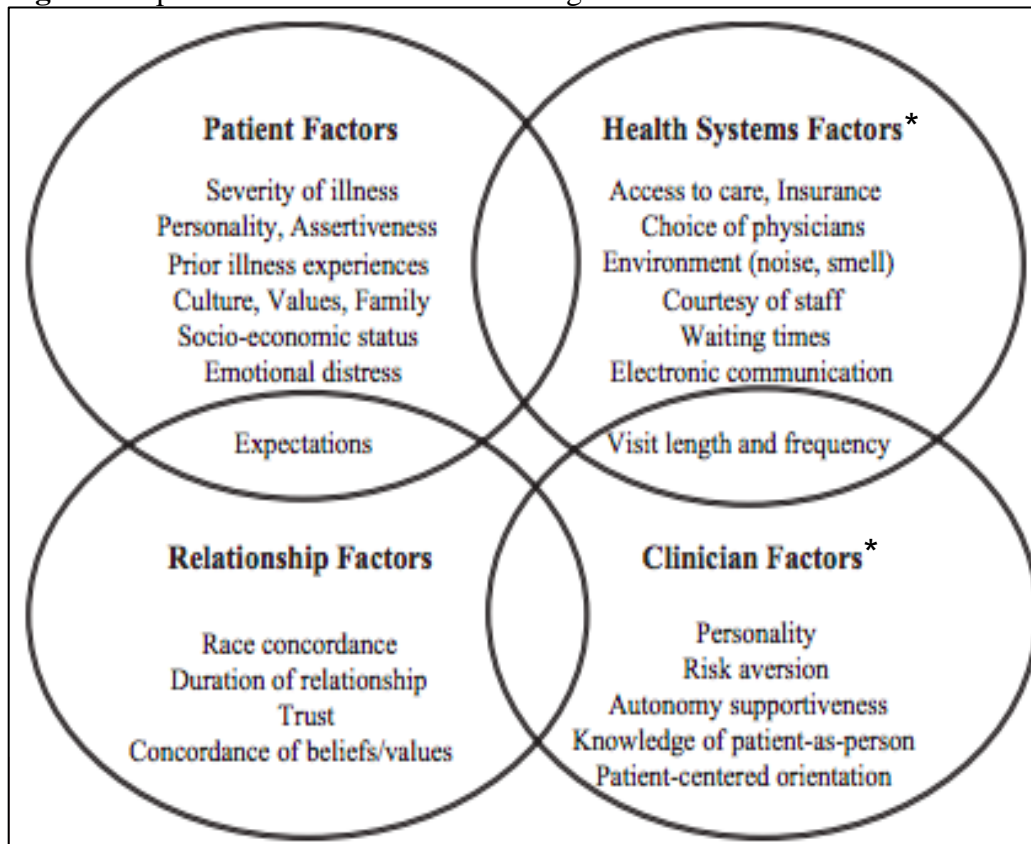 Patient Factors
Severity of illness
Personality, Assertiveness
Prior illness experiences
Culture, Values, Family
Socio-economic status
Emotional distress
Health Systems Factors*
Access to care, Insurance
Choice of physicians
Environment (noise, smell)
Courtesy of staff
Waiting times
Electronic communication
Expectations
Visit length and frequency
Relationship Factors
Race concordance
Duration of relationship
Trust
Concordance of beliefs/values
Clinician Factors*
Personality
Risk aversion
Autonomy supportiveness
Knowledge of patient-as-person
Patient-centered orientation